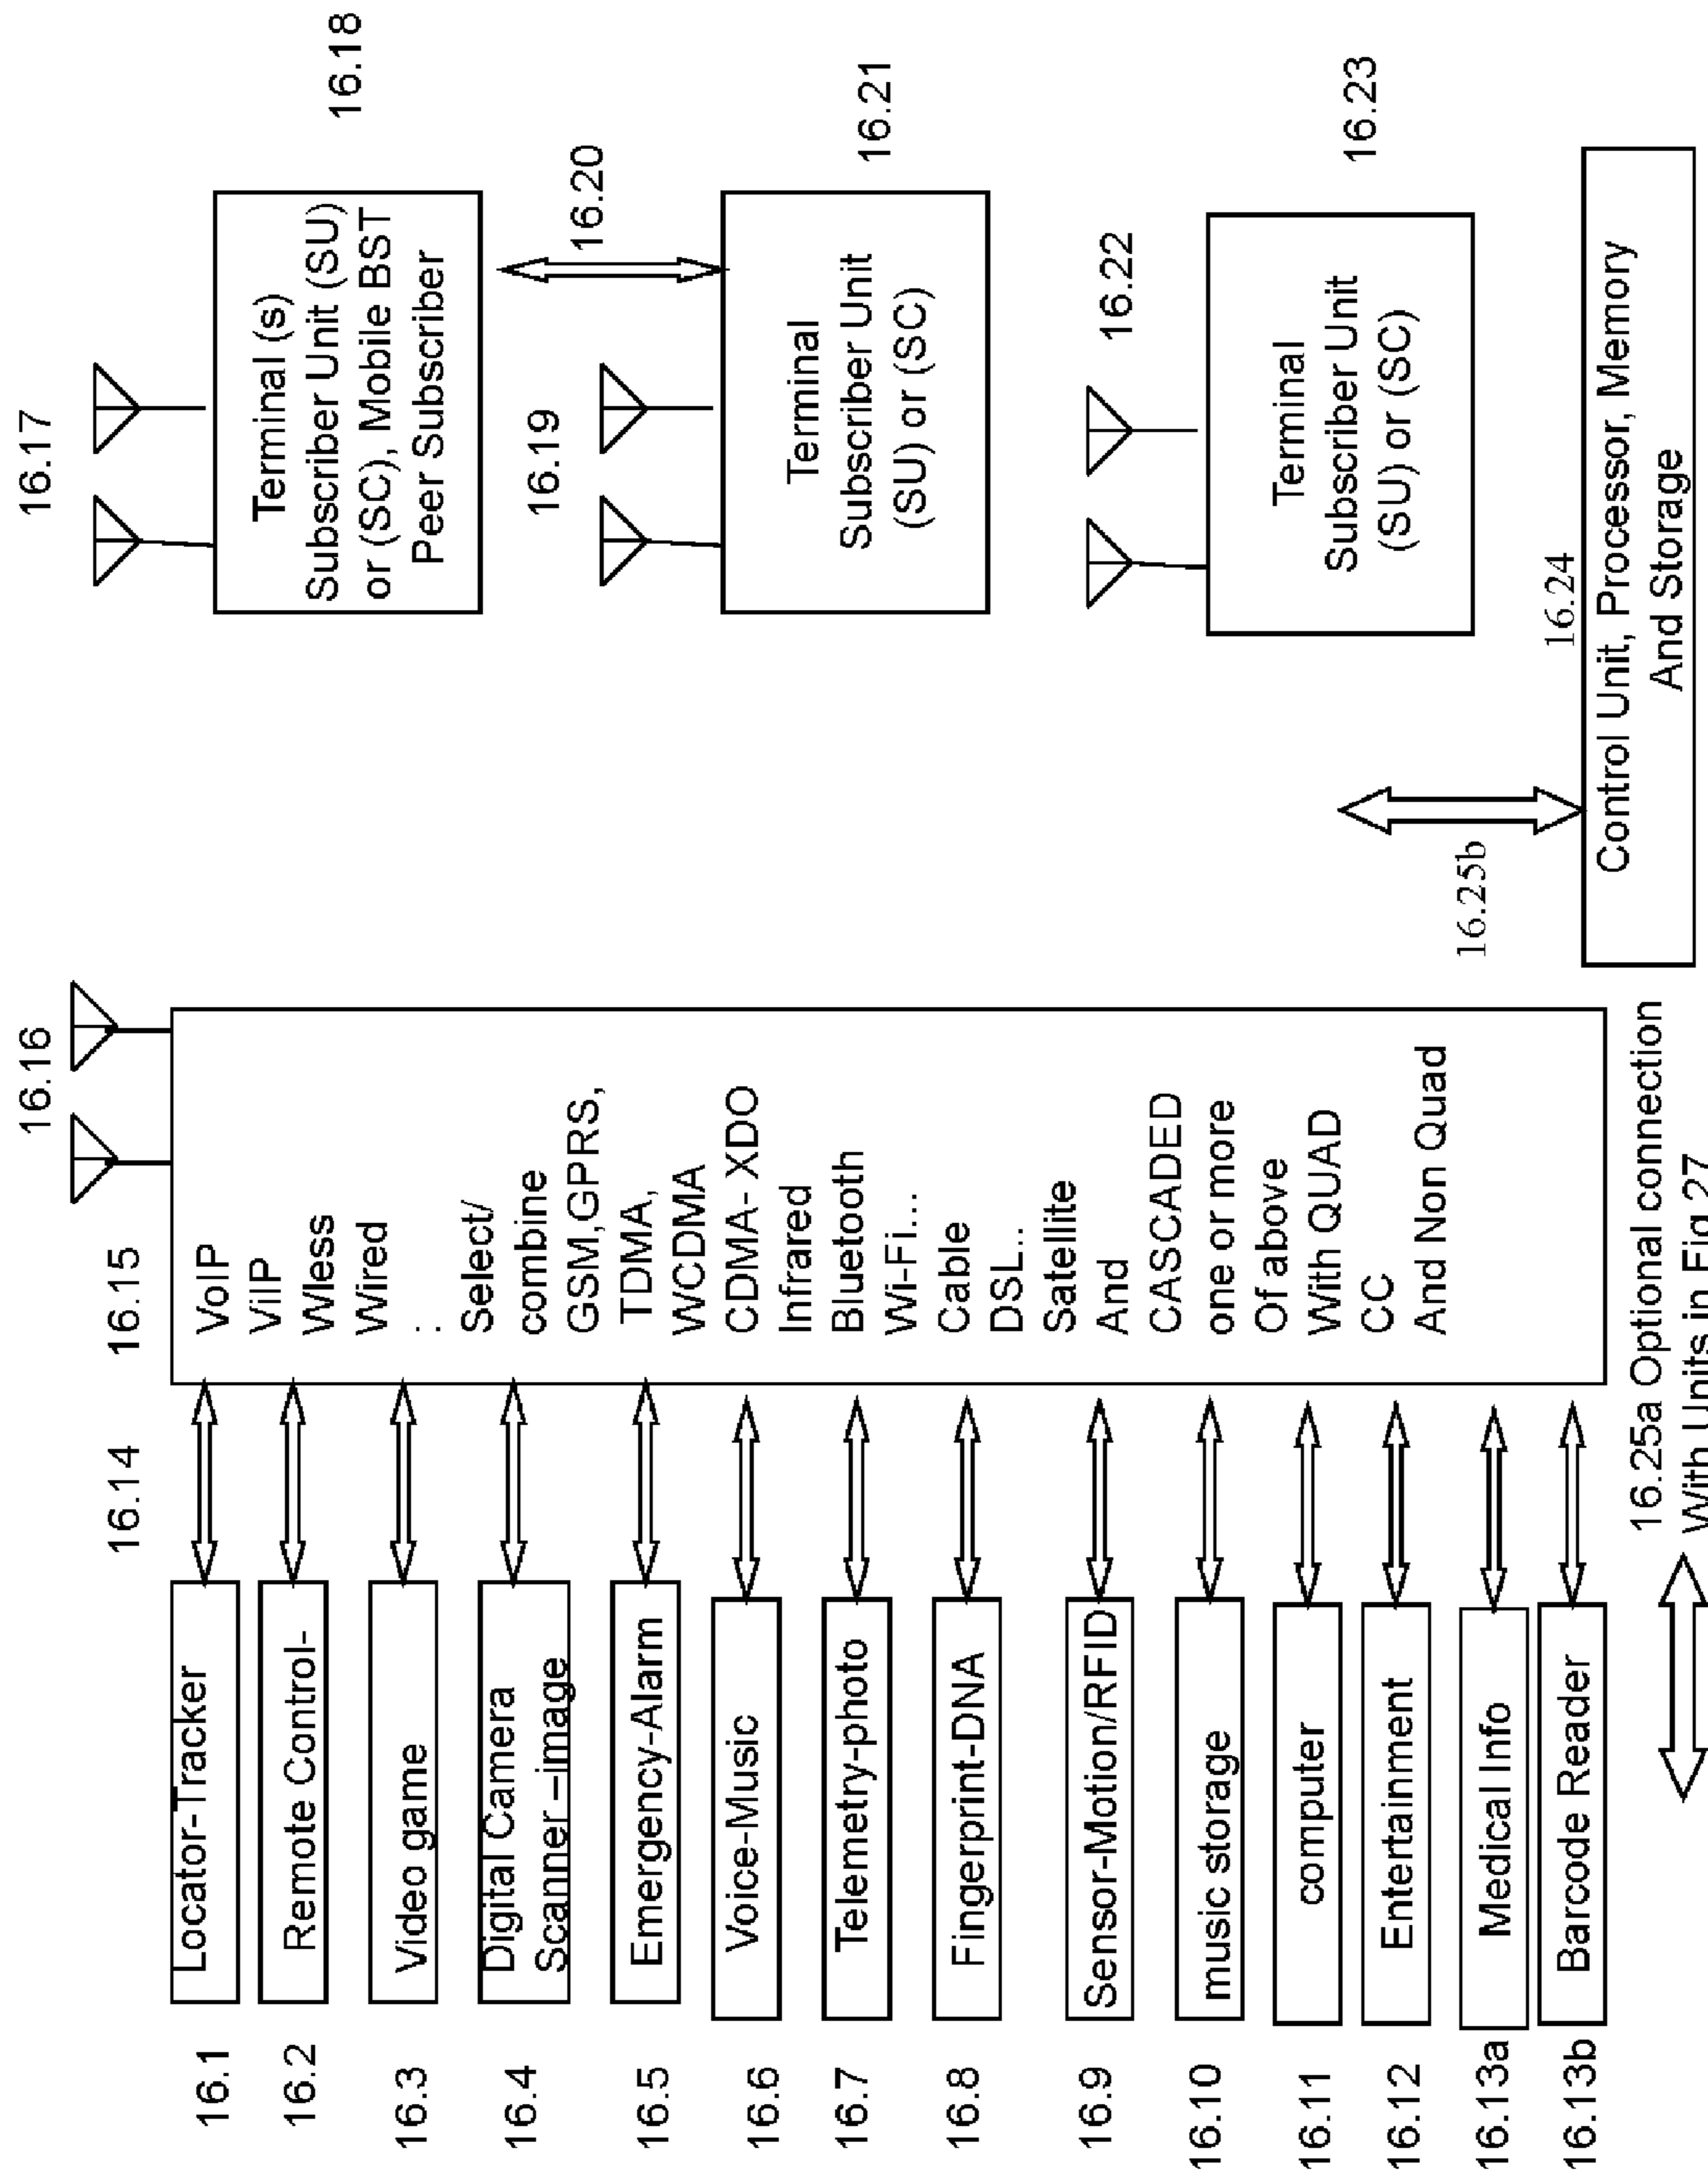 16.1
Locator-Tracker
16.2
Remote Control-
16.3
Video game
16.4
Digital Camera
Scanner –image
16.5
Emergency-Alarm
16.6
Voice-Music
16.7
Telemetry-photo
16.8
Fingerprint-DNA
16.9
Sensor-Motion/RFID
16.10
music storage
16.11
computer
16.12
Entertainment
16.13a
Medical Info
16.13b
Barcode Reader
16.14
16.15
16.16
VoIP
ViIP
Wless
Wired
. .
Select/
combine
GSM,GPRS,
TDMA,
WCDMA
CDMA- XDO
Infrared
Bluetooth
Wi-Fi...
Cable
DSL..
Satellite
And
CASCADED
one or more
Of above
With QUAD
CC
And Non Quad
16.25a Optional connection
With Units in Fig 27
16.17
16.18
Terminal (s)
Subscriber Unit (SU)
or (SC), Mobile BST
Peer Subscriber
16.19
16.20
16.21
Terminal
Subscriber Unit
(SU) or (SC)
16.22
16.23
Terminal
Subscriber Unit
(SU) or (SC)
16.25b
16.24
Control Unit, Processor, Memory
And Storage